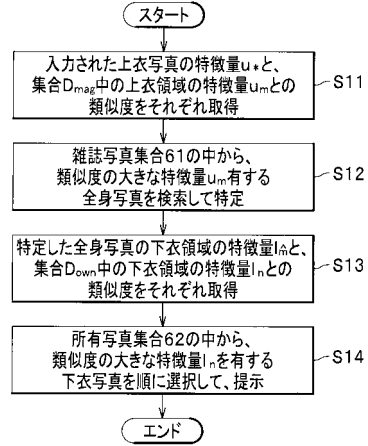 スタート
入力された上衣写真の特徴量u*と、
集合Dmag中の上衣領域の特徴量umとの
類似度をそれぞれ取得
S11
雑誌写真集合61の中から、
類似度の大きな特徴量um有する
全身写真を検索して特定
S12
特定した全身写真の下衣領域の特徴量lm̂と、
集合Down中の下衣領域の特徴量lnとの
類似度をそれぞれ取得
S13
所有写真集合62の中から、
類似度の大きな特徴量lnを有する
下衣写真を順に選択して、提示
S14
エンド